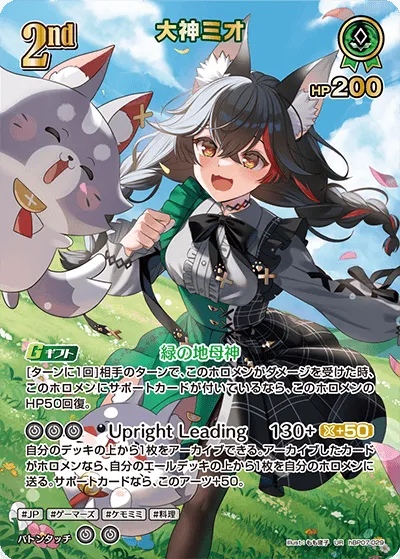 2nd
大神ミオ
HP200
Gギフト 緑の地母神
[ターンに1回]相手のターンで、このホロメンがダメージを受けた時、
このホロメンにサポートカードが付いているなら、このホロメンの
HP50回復。
Upright Leading 130+ +50
自分のデッキの上から1枚をアーカイブできる。アーカイブしたカード
がホロメンなら、自分のエールデッキの上から1枚を自分のホロメンに
送る。サポートカードなら、このアーツ+50。
#JP #ゲーマーズ #ケモミミ #料理
バトンタッチ
Illust: もも信子 UR hBP07-099